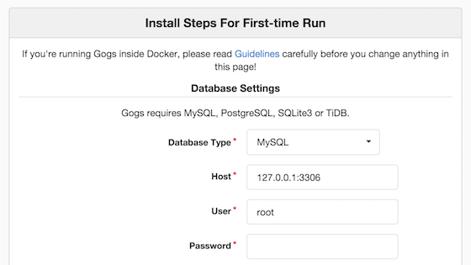 Install Steps For First-time Run
If you're running Gogs inside Docker, please read Guidelines carefully before you change anything in
this page!
Database Settings
Gogs requires MySQL, PostgreSQL, SQLite3 or TiDB.
Database Type* MySQL
Host* 127.0.0.1:3306
User* root
Password*